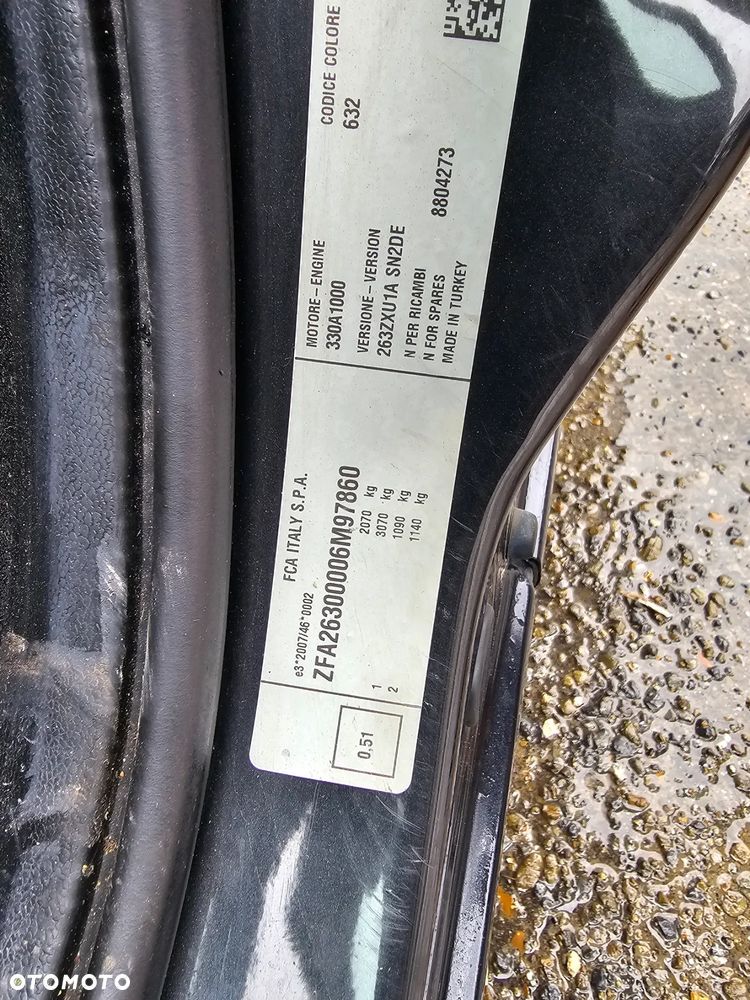 FCA ITALY S.P.A.
e3*2007/46*0002
ZFA26300006M97860
2070 kg
3070 kg
1 1090 kg
2 1140 kg
0.51
MOTORE - ENGINE
330A1000
CODICE COLORE
632
VERSIONE - VERSION
263ZXU1A SN2DE
N PER RICAMBI
N FOR SPARES
8804273
MADE IN TURKEY
OTOMOTO